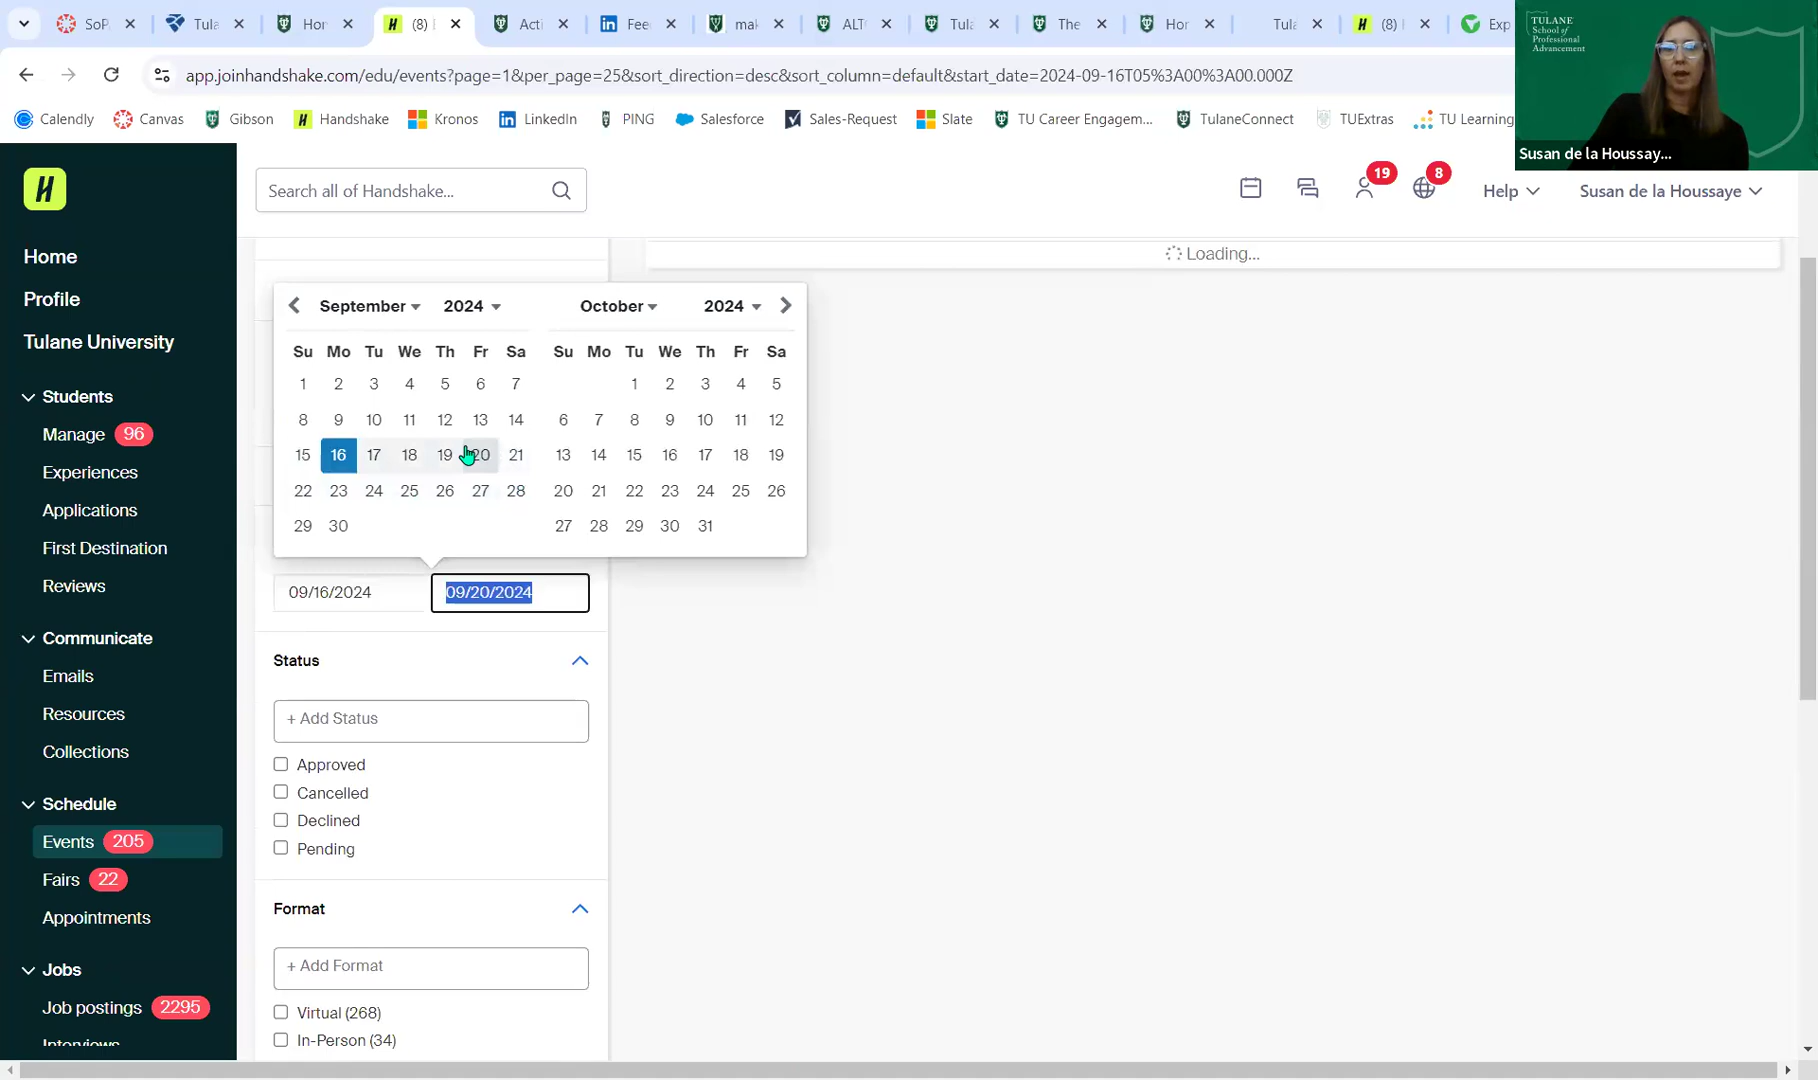 SoP
Tula
Hor
(8) E
Acti
Fee
mak
ALT
Tula
The
Hor
Tula
(8)
Exp
app.joinhandshake.com/edu/events?page=1&per_page=25&sort_direction=desc&sort_column=default&start_date=2024-09-16T05%3A00%3A00.000Z
Calendly Canvas Gibson Handshake Kronos LinkedIn PING Salesforce Sales-Request Slate TU Career Engagem... TulaneConnect TUExtras TU Learning
TULANE
School of
Professional
Advancement
Susan de la Houssay...
Search all of Handshake...
19
8
Help
Susan de la Houssaye
Home
Profile
Tulane University
Students
Manage 96
Experiences
Applications
First Destination
Reviews
Communicate
Emails
Resources
Collections
Schedule
Events 205
Fairs 22
Appointments
Jobs
Job postings 2295
Interviews
Loading...
September 2024
Su Mo Tu We Th Fr Sa
1 2 3 4 5 6 7
8 9 10 11 12 13 14
15 16 17 18 19 20 21
22 23 24 25 26 27 28
29 30
October 2024
Su Mo Tu We Th Fr Sa
1 2 3 4 5
6 7 8 9 10 11 12
13 14 15 16 17 18 19
20 21 22 23 24 25 26
27 28 29 30 31
09/16/2024 09/20/2024
Status
+ Add Status
Approved
Cancelled
Declined
Pending
Format
+ Add Format
Virtual (268)
In-Person (34)